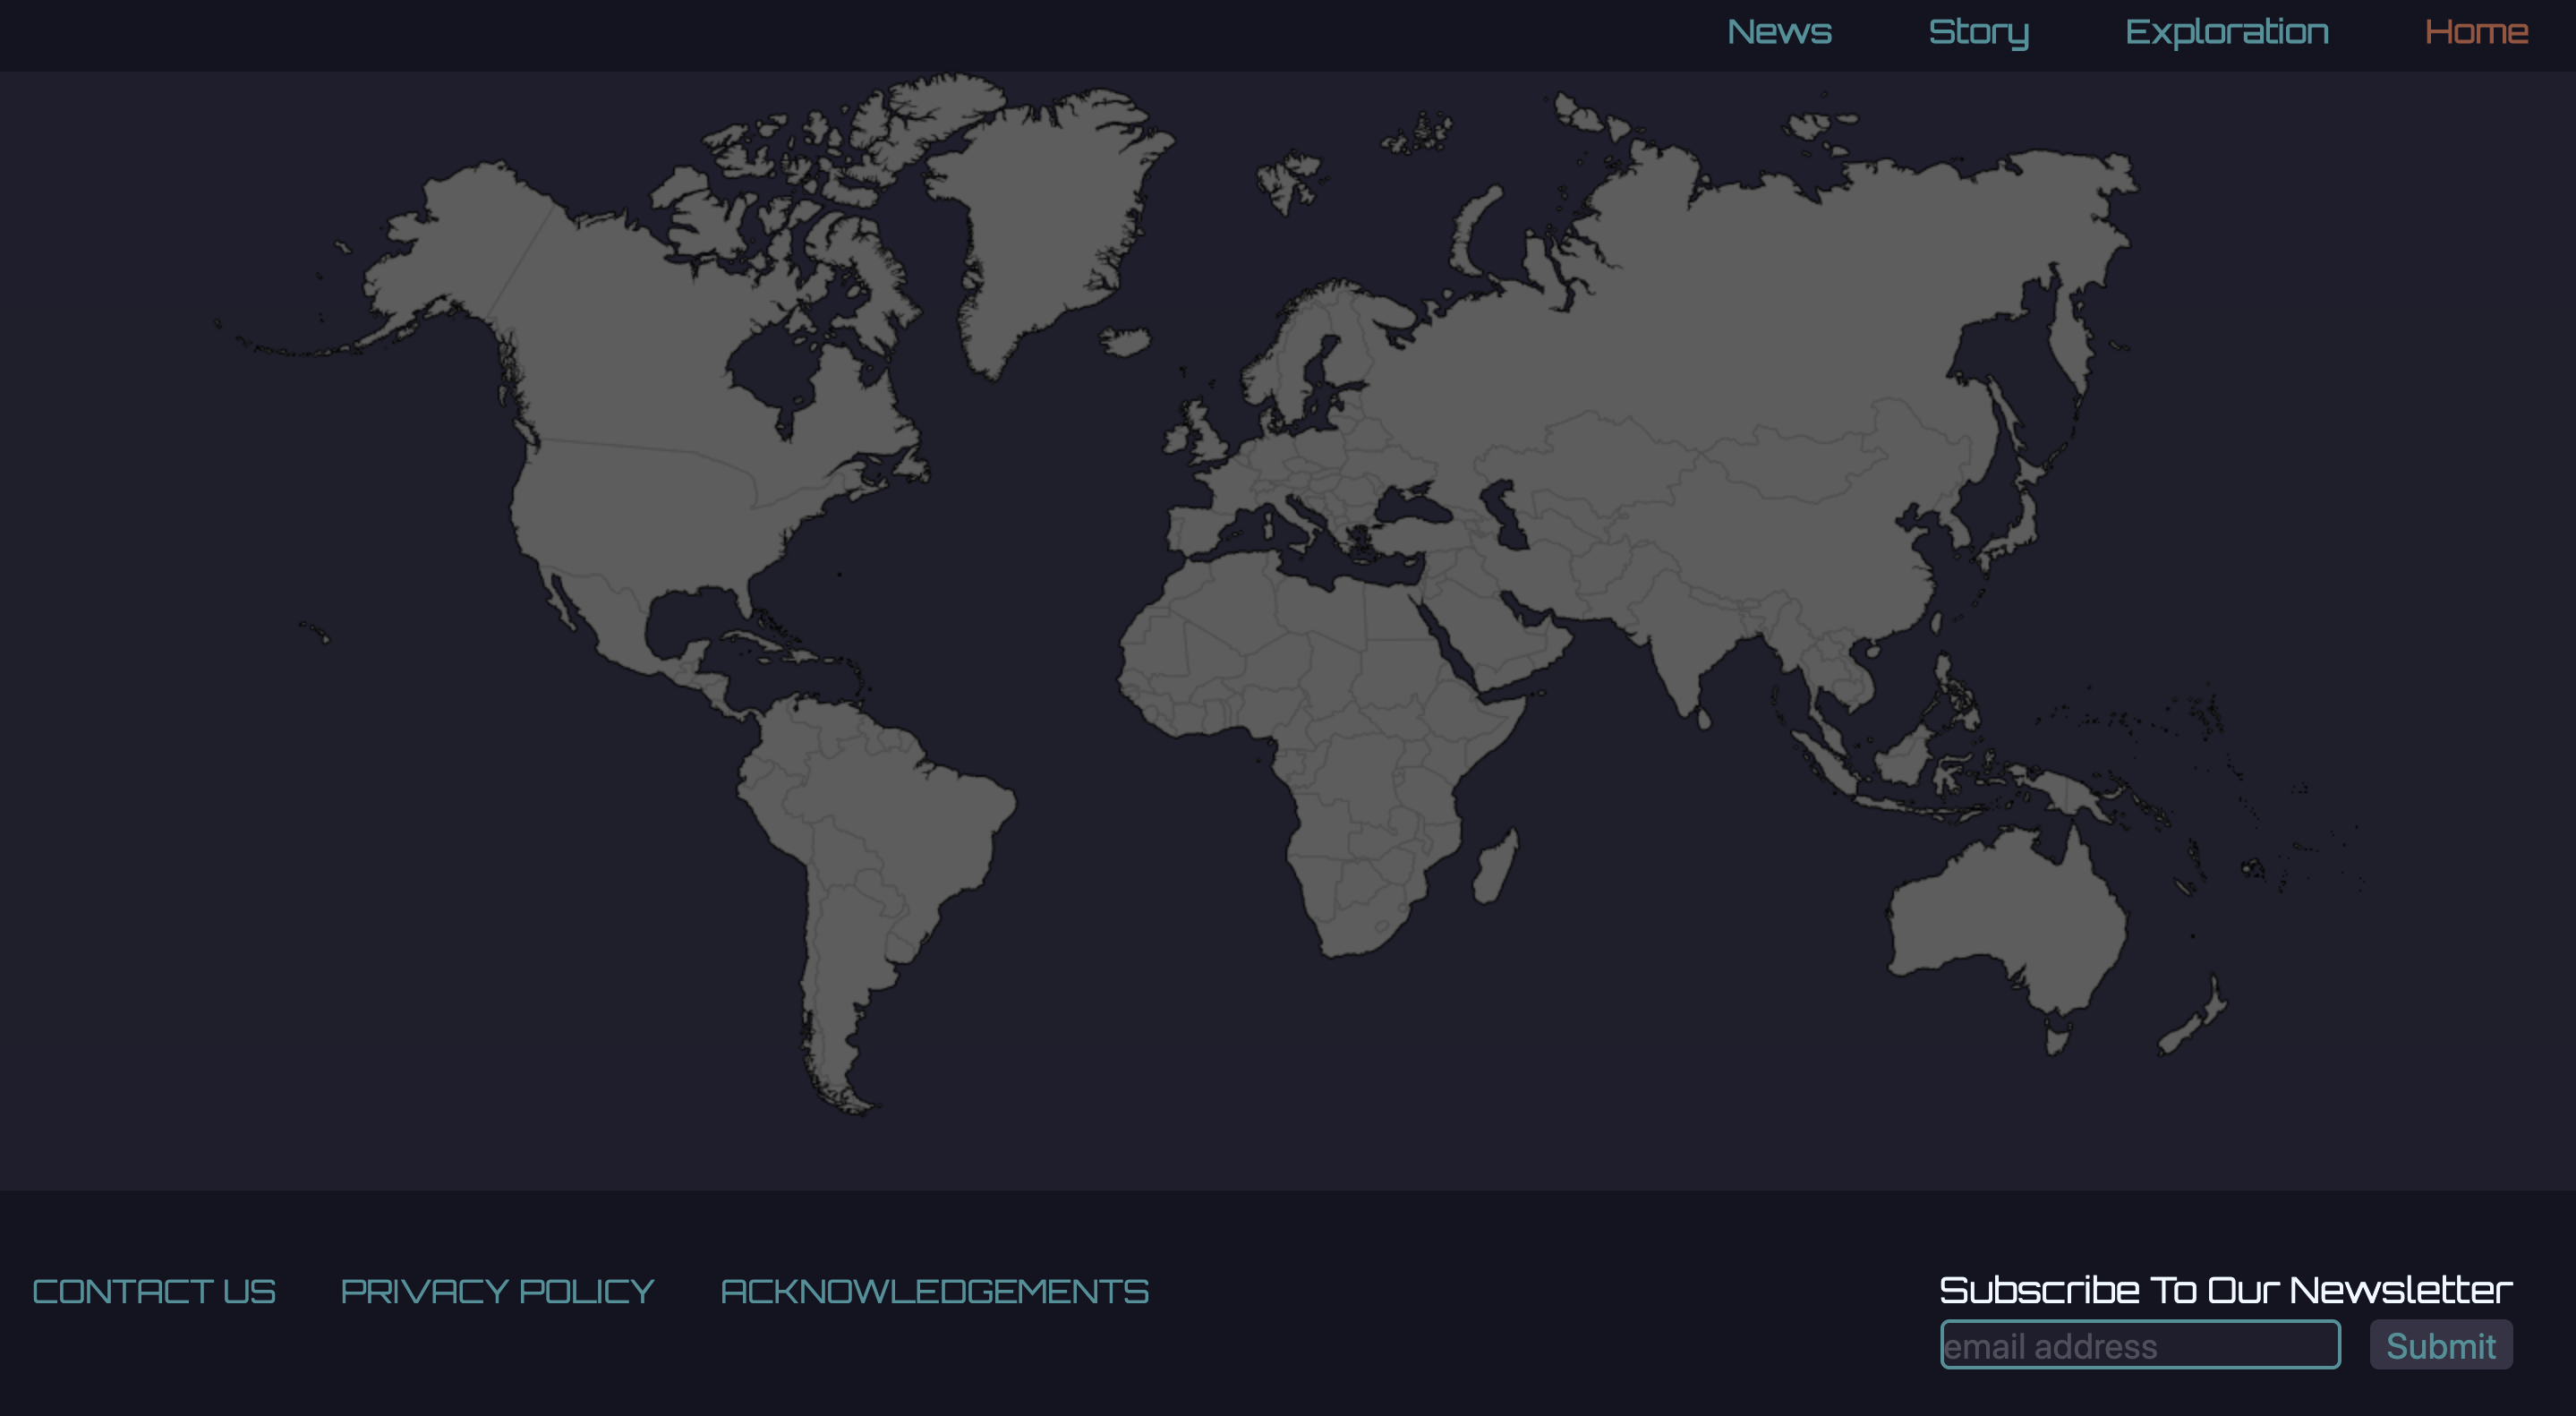 News Story Exploration Home
CONTACT US PRIVACY POLICY ACKNOWLEDGEMENTS
Subscribe To Our Newsletter
email address Submit